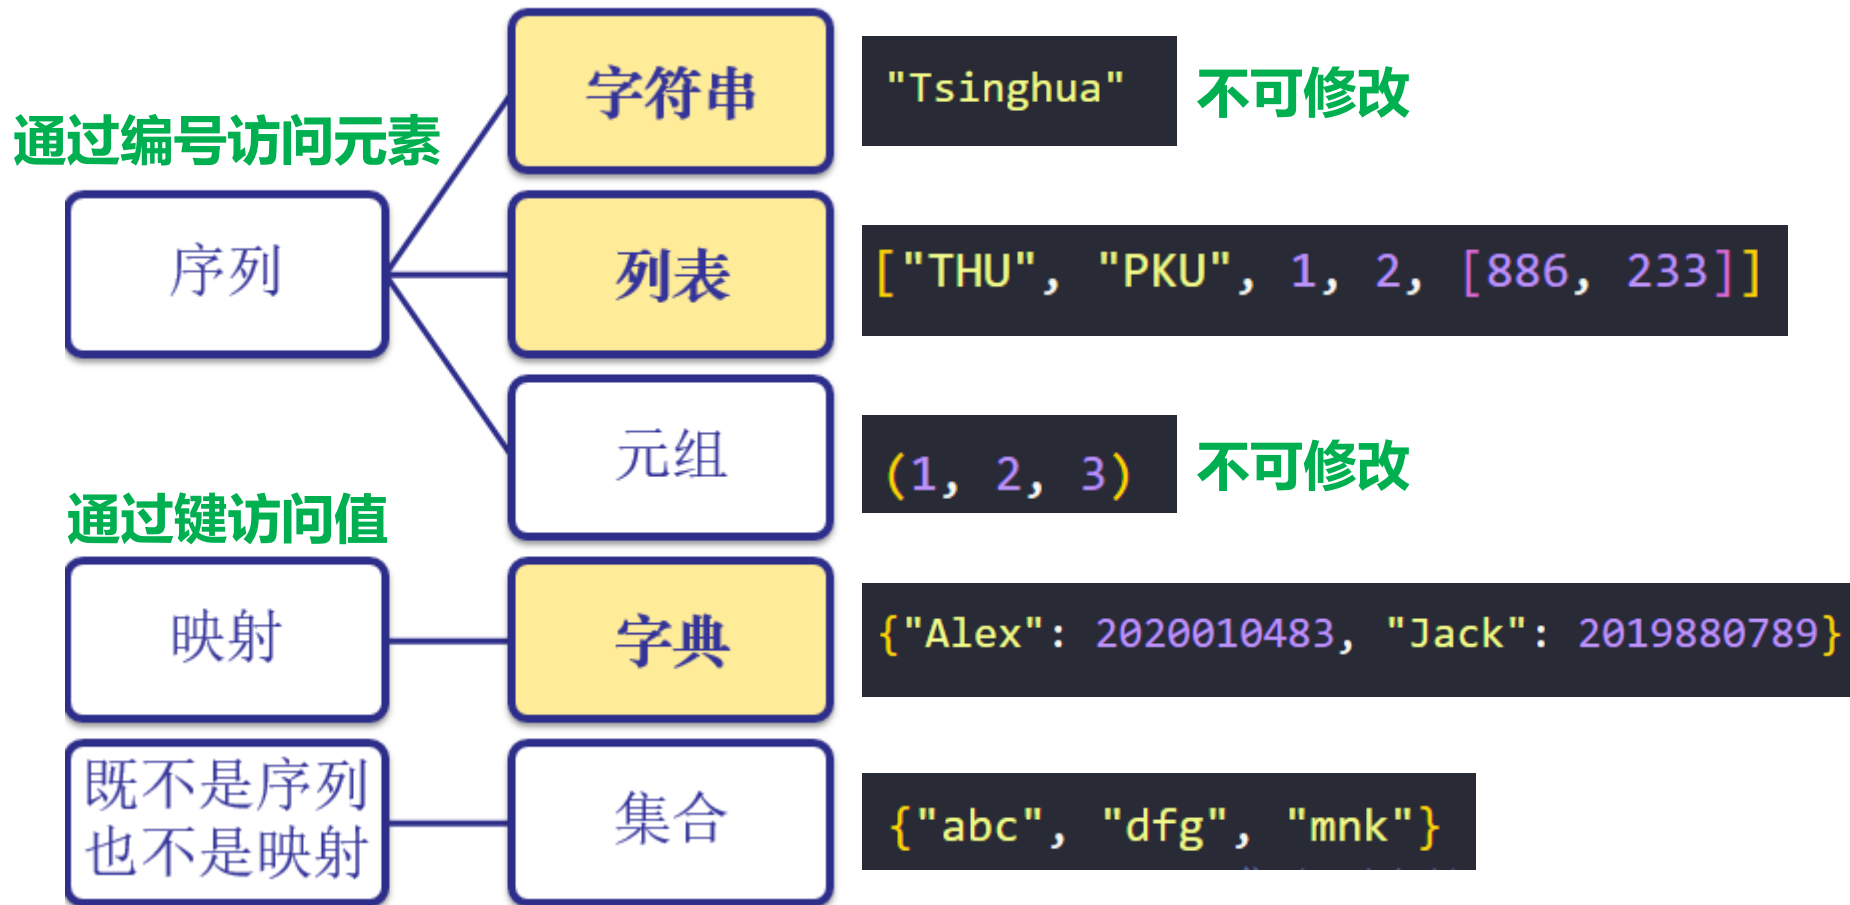 通过编号访问元素
序列
字符串
"Tsinghua"
不可修改
列表
["THU", "PKU", 1, 2, [886, 233]]
元组
(1, 2, 3)
不可修改
通过键访问值
映射
字典
{"Alex": 2020010483, "Jack": 2019880789}
既不是序列
也不是映射
集合
{"abc", "dfg", "mnk"}